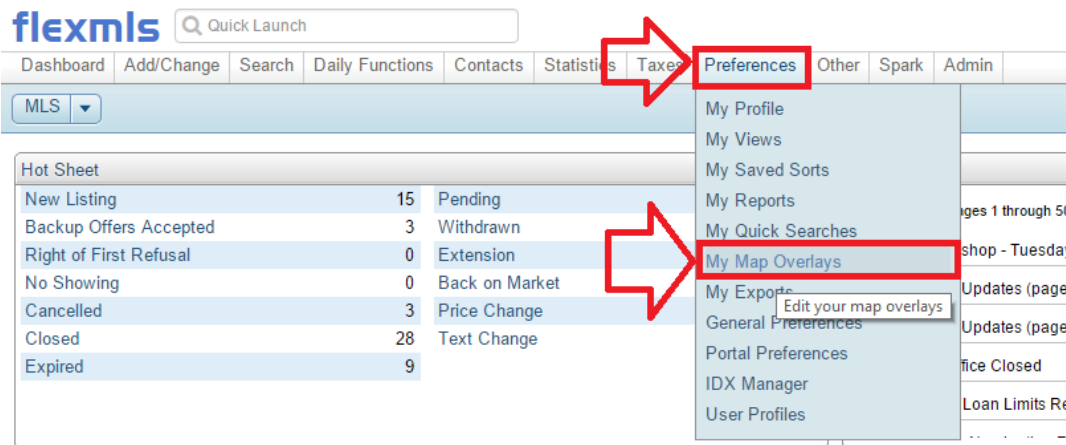 flexmls
Quick Launch
Dashboard Add/Change Search Daily Functions Contacts Statistics Taxes Preferences Other Spark Admin
MLS
Hot Sheet
New Listing 15
Backup Offers Accepted 3
Right of First Refusal 0
No Showing 0
Cancelled 3
Closed 28
Expired 9
Pending
Withdrawn
Extension
Back on Market
Price Change
Text Change
My Profile
My Views
My Saved Sorts
My Reports
My Quick Searches
My Map Overlays
My Exports
Edit your map overlays
General Preferences
Portal Preferences
IDX Manager
User Profiles
ges 1 through 5
shop - Tuesday
Updates (page
Updates (page
fice Closed
Loan Limits Re